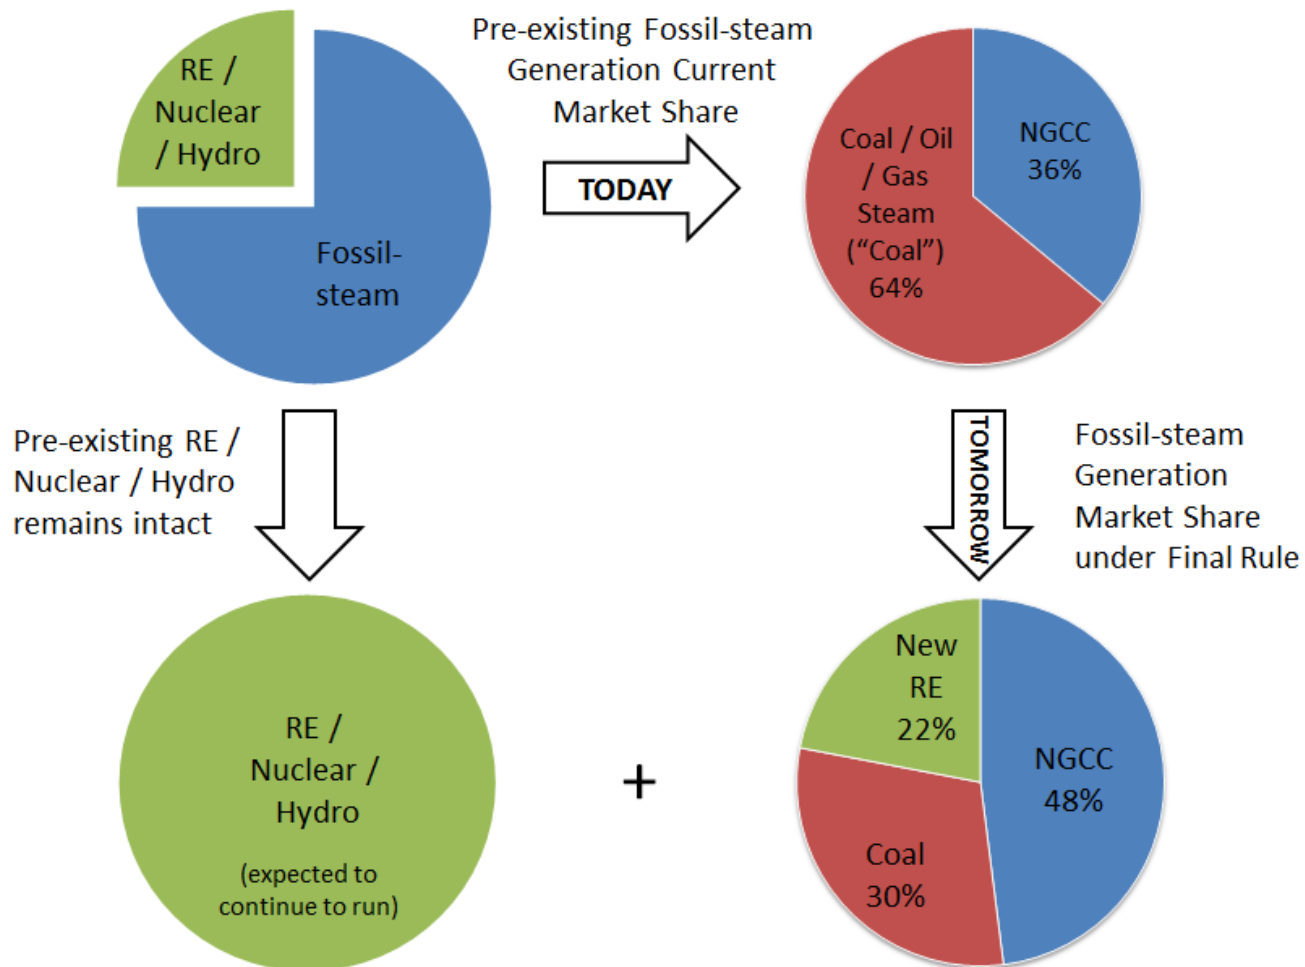 RE /
Nuclear
/ Hydro
Fossil-
steam
Pre-existing Fossil-steam
Generation Current
Market Share
TODAY
Coal / Oil
/ Gas
Steam
(“Coal”)
64%
NGCC
36%
Pre-existing RE /
Nuclear / Hydro
remains intact
TOMORROW
Fossil-steam
Generation
Market Share
under Final Rule
RE /
Nuclear /
Hydro
(expected to
continue to run)
+
New
RE
22%
NGCC
48%
Coal
30%